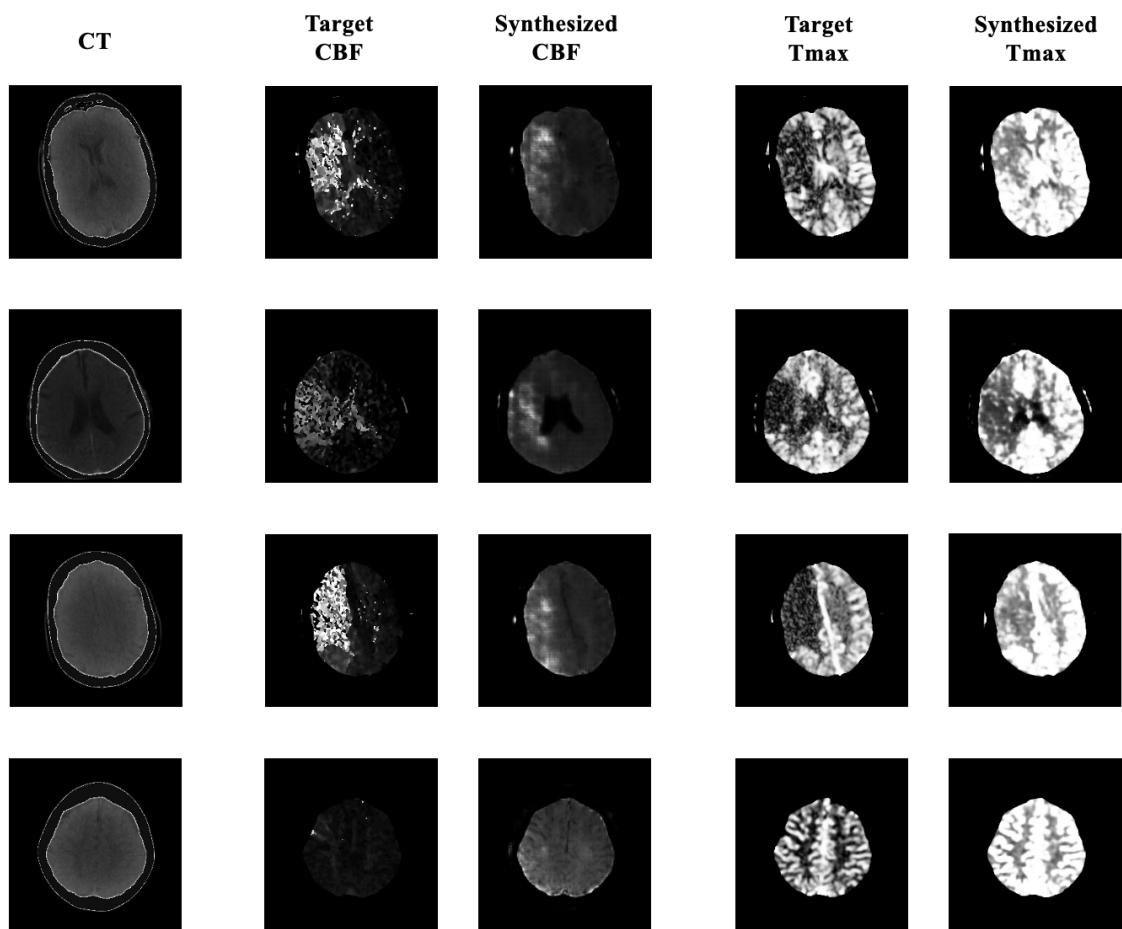 CT
Target
CBF
Synthesized
CBF
Target
Tmax
Synthesized
Tmax